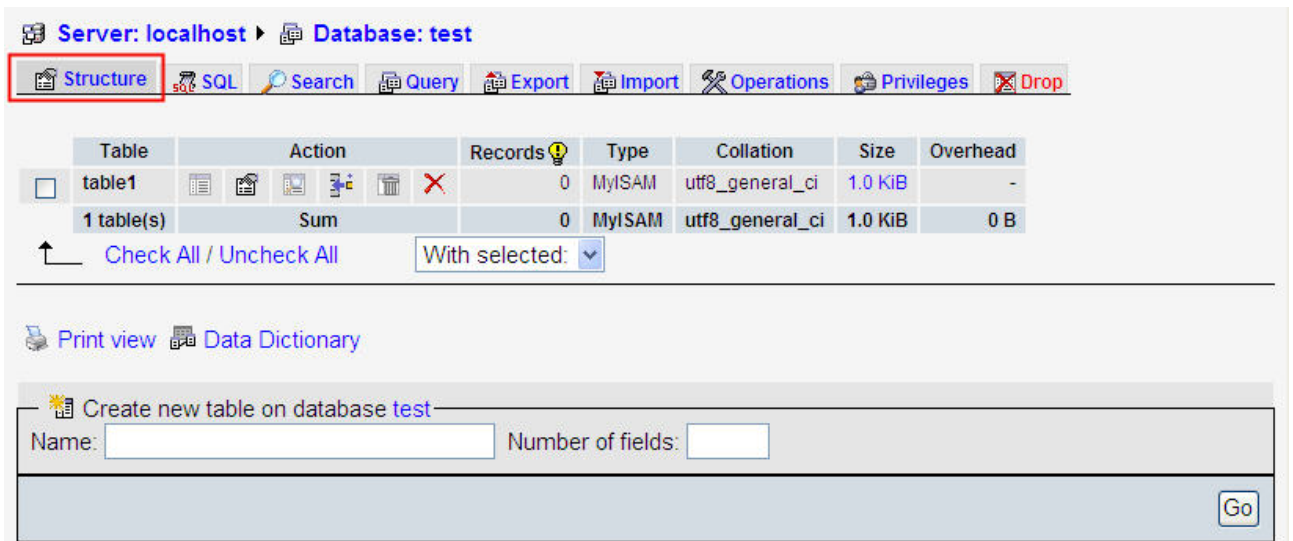 Server: localhost Database: test
Structure SQL Search Query Export Import Operations Privileges Drop
Table Action Records Type Collation Size Overhead
table1 0 MyISAM utf8_general_ci 1.0 KiB -
1 table(s) Sum 0 MyISAM utf8_general_ci 1.0 KiB 0 B
Check All / Uncheck All With selected:
Print view Data Dictionary
Create new table on database test
Name: Number of fields:
Go